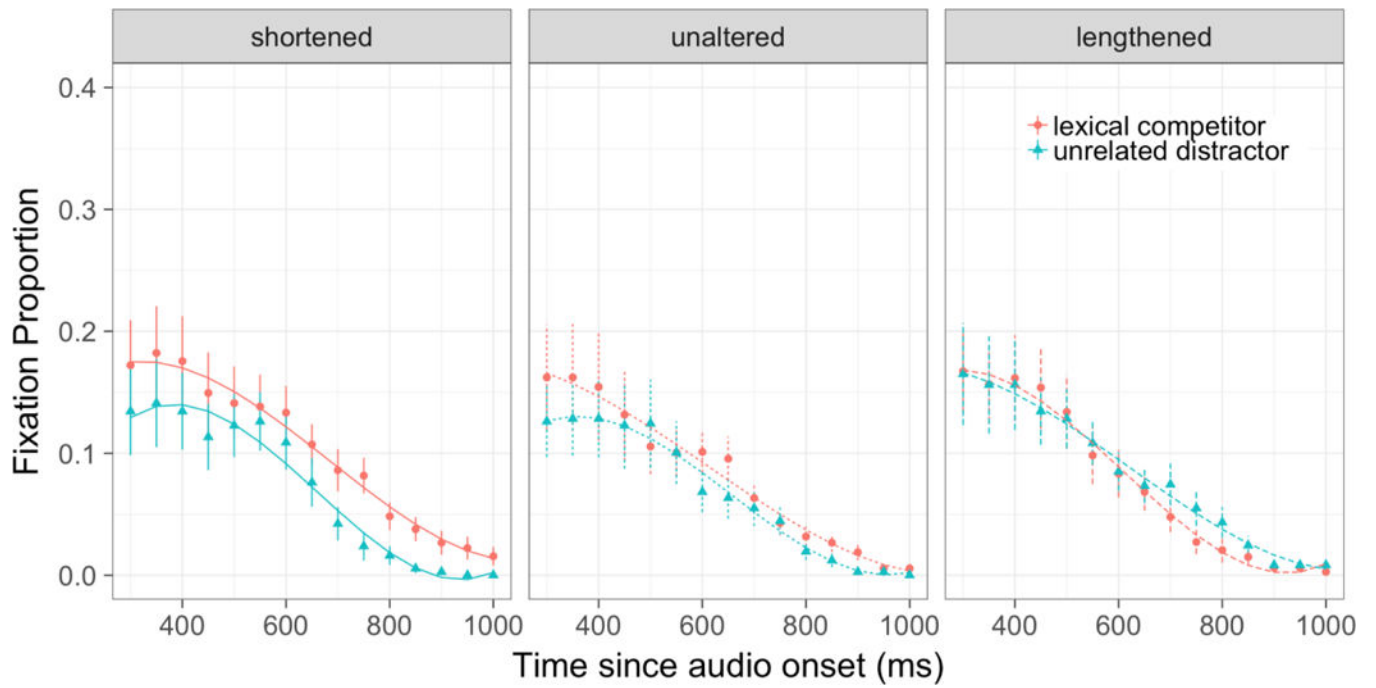 shortened
unaltered
lengthened
Fixation Proportion
0.4
0.3
0.2
0.1
0.0
lexical competitor
unrelated distractor
400 600 800 1000
400 600 800 1000
400 600 800 1000
Time since audio onset (ms)